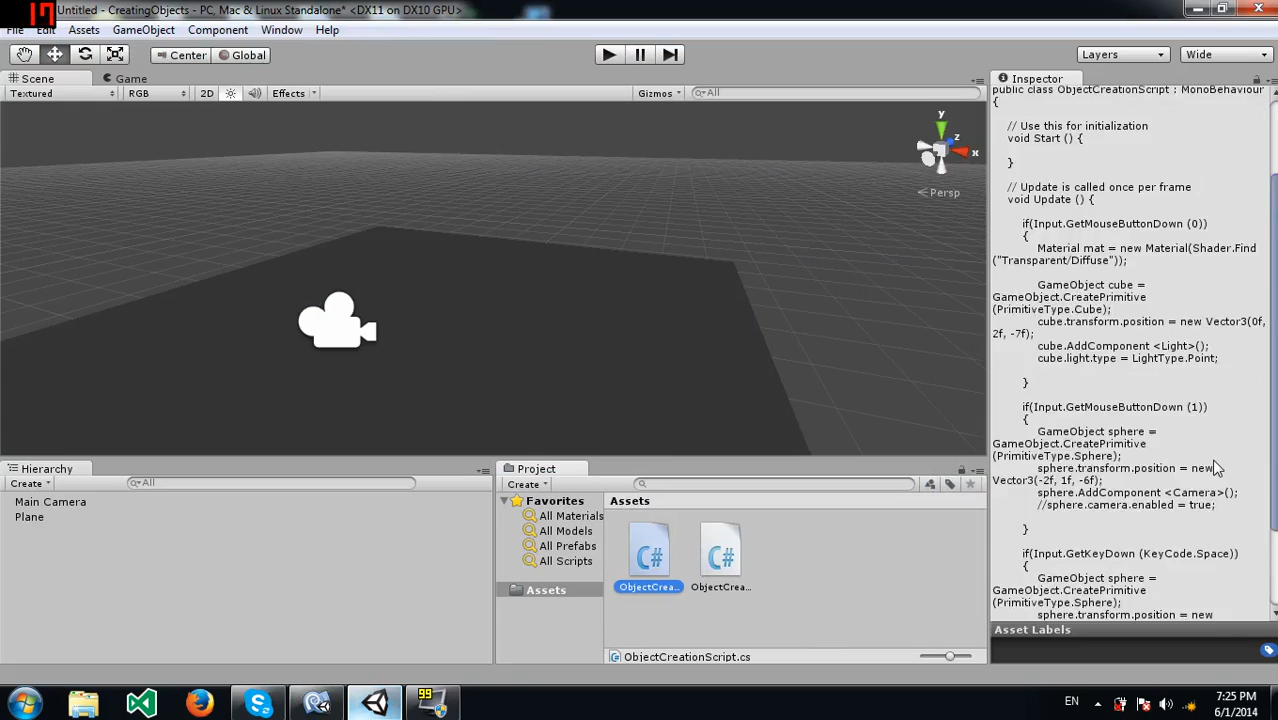 Untitled - CreatingObjects - PC, Mac & Linux Standalone* <DX11 on DX10 GPU>
17
File Edit Assets GameObject Component Window Help
Center Global Layers Wide
Scene Game Inspector
Textured RGB 2D Effects Gizmos All
public class ObjectCreationScript : MonoBehaviour
{
// Use this for initialization
void Start () {
}
// Update is called once per frame
void Update () {
if(Input.GetMouseButtonDown (0))
{
Material mat = new Material(Shader.Find
("Transparent/Diffuse"));
GameObject cube =
GameObject.CreatePrimitive
(PrimitiveType.Cube);
cube.transform.position = new Vector3(0f,
2f, -7f);
cube.AddComponent <Light>();
cube.light.type = LightType.Point;
}
if(Input.GetMouseButtonDown (1))
{
GameObject sphere =
GameObject.CreatePrimitive
(PrimitiveType.Sphere);
sphere.transform.position = new
Vector3(-2f, 1f, -6f);
sphere.AddComponent <Camera>();
//sphere.camera.enabled = true;
}
if(Input.GetKeyDown (KeyCode.Space))
{
GameObject sphere =
GameObject.CreatePrimitive
(PrimitiveType.Sphere);
sphere.transform.position = new
Asset Labels
y
z
x
Persp
Hierarchy
Create All
Main Camera
Plane
Project
Create
Favorites
All Materials
All Models
All Prefabs
All Scripts
Assets
Assets
C# C#
ObjectCrea... ObjectCrea...
ObjectCreationScript.cs
99
EN
7:25 PM
6/1/2014